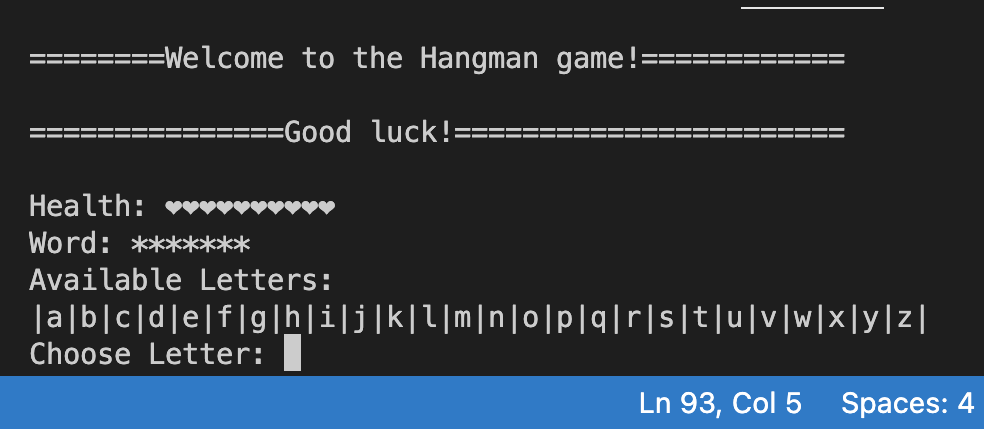 ========Welcome to the Hangman game!============
===============Good luck!=======================
Health: ❤❤❤❤❤❤❤❤❤❤
Word: *******
Available Letters:
|a|b|c|d|e|f|g|h|i|j|k|l|m|n|o|p|q|r|s|t|u|v|w|x|y|z|
Choose Letter:
Ln 93, Col 5 Spaces: 4